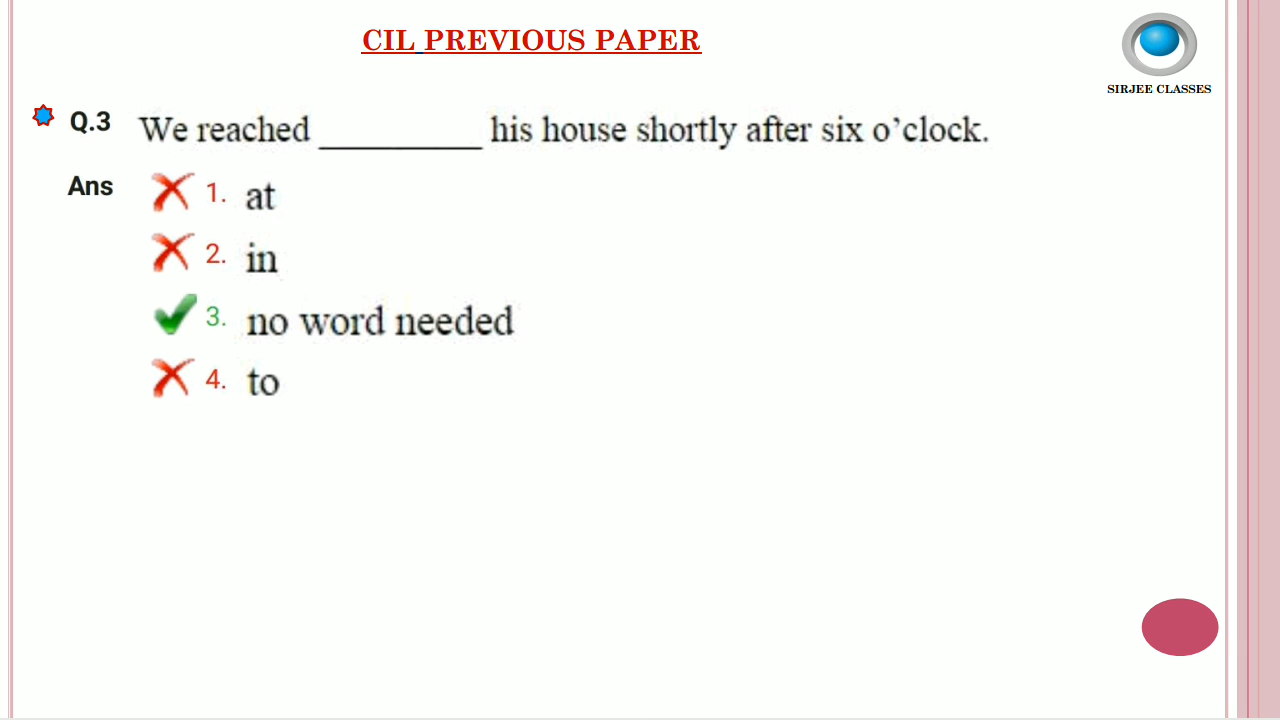 CIL PREVIOUS PAPER
SIRJEE CLASSES
Q.3 We reached _________ his house shortly after six o’clock.
Ans 1. at
2. in
3. no word needed
4. to